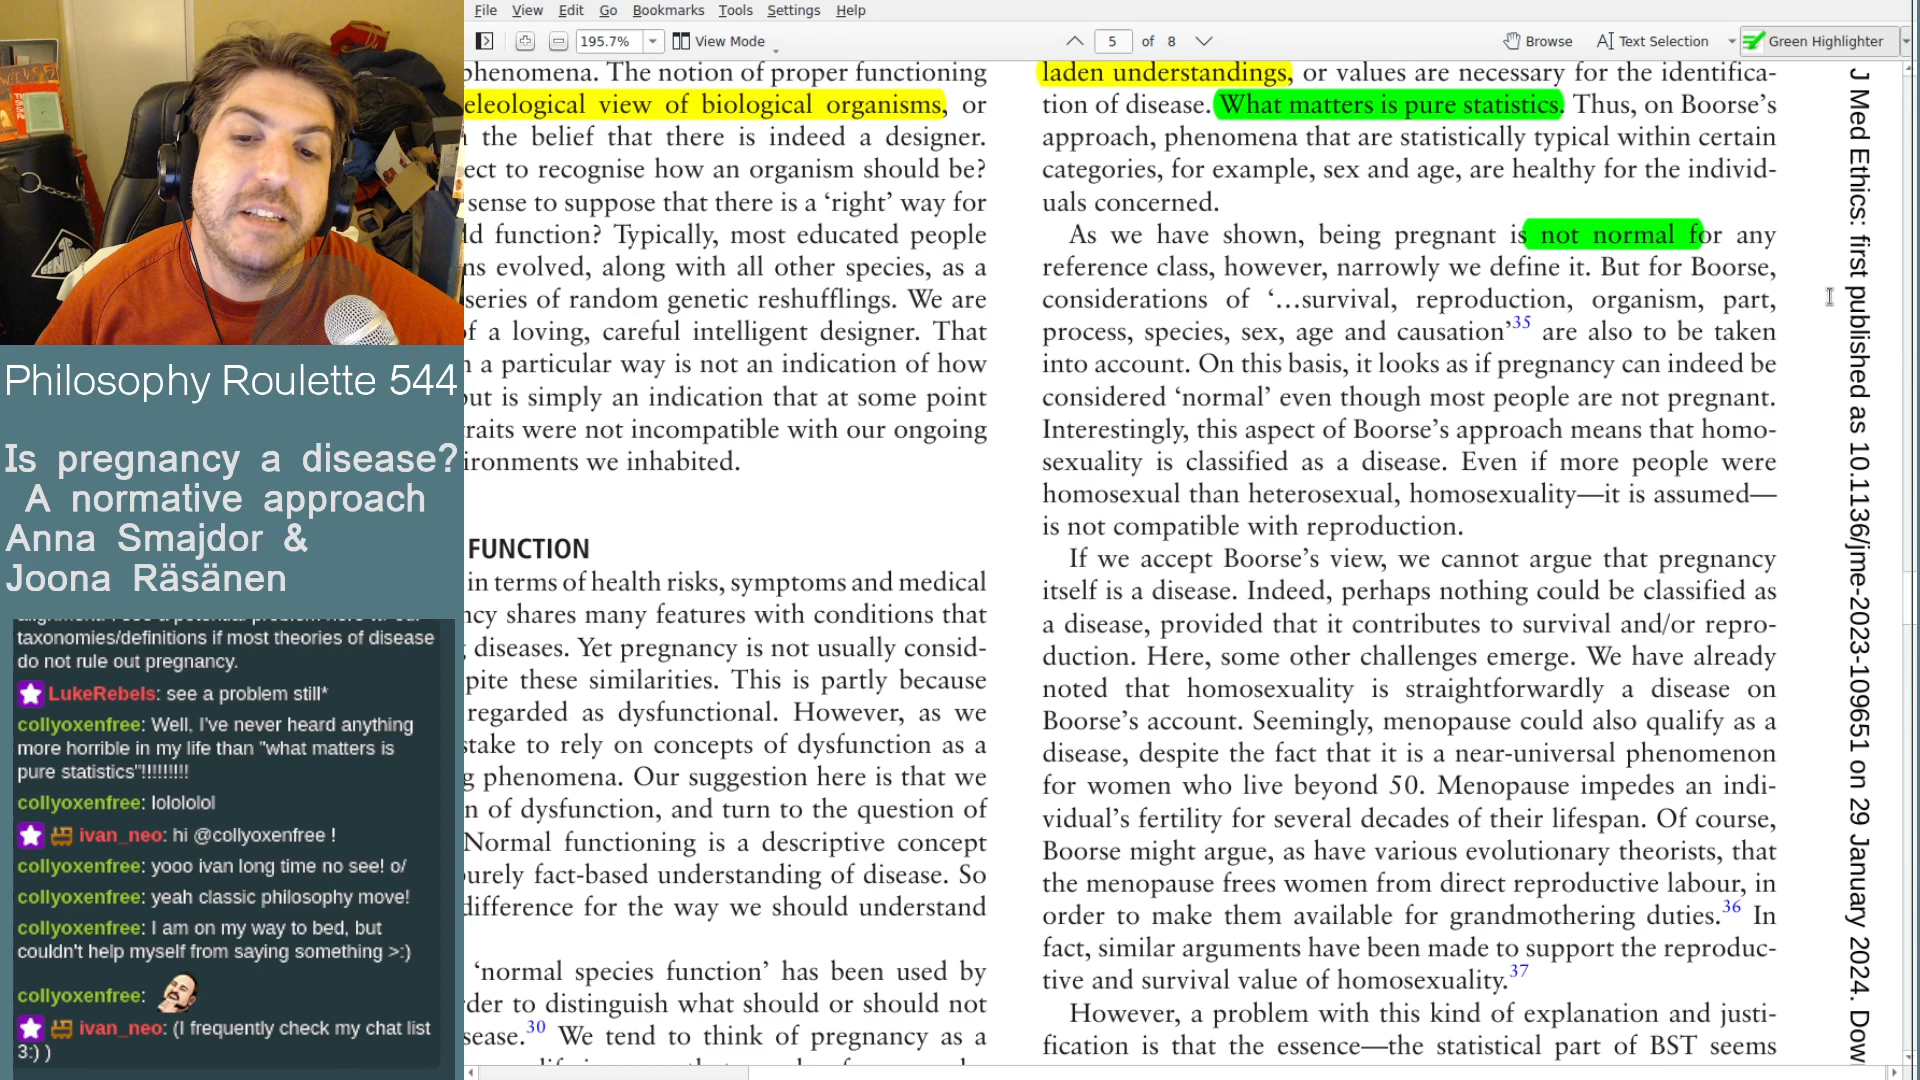 File View Edit Go Bookmarks Tools Settings Help
195.7% View Mode 5 of 8 Browse Text Selection Green Highlighter
phenomena. The notion of proper functioning
eleological view of biological organisms, or
the belief that there is indeed a designer.
ect to recognise how an organism should be?
sense to suppose that there is a ‘right’ way for
ld function? Typically, most educated people
ns evolved, along with all other species, as a
series of random genetic reshufflings. We are
f a loving, careful intelligent designer. That
n a particular way is not an indication of how
but is simply an indication that at some point
raits were not incompatible with our ongoing
ironments we inhabited.
FUNCTION
in terms of health risks, symptoms and medical
ncy shares many features with conditions that
diseases. Yet pregnancy is not usually consid-
pite these similarities. This is partly because
regarded as dysfunctional. However, as we
stake to rely on concepts of dysfunction as a
g phenomena. Our suggestion here is that we
n of dysfunction, and turn to the question of
Normal functioning is a descriptive concept
purely fact-based understanding of disease. So
difference for the way we should understand
‘normal species function’ has been used by
der to distinguish what should or should not
sease.30 We tend to think of pregnancy as a
laden understandings, or values are necessary for the identifica-
tion of disease. What matters is pure statistics. Thus, on Boorse’s
approach, phenomena that are statistically typical within certain
categories, for example, sex and age, are healthy for the individ-
uals concerned.
As we have shown, being pregnant is not normal for any
reference class, however, narrowly we define it. But for Boorse,
considerations of ‘…survival, reproduction, organism, part,
process, species, sex, age and causation’35 are also to be taken
into account. On this basis, it looks as if pregnancy can indeed be
considered ‘normal’ even though most people are not pregnant.
Interestingly, this aspect of Boorse’s approach means that homo-
sexuality is classified as a disease. Even if more people were
homosexual than heterosexual, homosexuality—it is assumed—
is not compatible with reproduction.
If we accept Boorse’s view, we cannot argue that pregnancy
itself is a disease. Indeed, perhaps nothing could be classified as
a disease, provided that it contributes to survival and/or repro-
duction. Here, some other challenges emerge. We have already
noted that homosexuality is straightforwardly a disease on
Boorse’s account. Seemingly, menopause could also qualify as a
disease, despite the fact that it is a near-universal phenomenon
for women who live beyond 50. Menopause impedes an indi-
vidual’s fertility for several decades of their lifespan. Of course,
Boorse might argue, as have various evolutionary theorists, that
the menopause frees women from direct reproductive labour, in
order to make them available for grandmothering duties.36 In
fact, similar arguments have been made to support the reproduc-
tive and survival value of homosexuality.37
However, a problem with this kind of explanation and justi-
fication is that the essence—the statistical part of BST seems
J Med Ethics: first published as 10.1136/jme-2023-109651 on 29 January 2024. Dow
Philosophy Roulette 544
Is pregnancy a disease?
A normative approach
Anna Smajdor &
Joona Räsänen
taxonomies/definitions if most theories of disease
do not rule out pregnancy.
LukeRebels: see a problem still*
collyoxenfree: Well, I've never heard anything
more horrible in my life than "what matters is
pure statistics"!!!!!!!!!
collyoxenfree: lolololol
ivan_neo: hi @collyoxenfree !
collyoxenfree: yooo ivan long time no see! o/
collyoxenfree: yeah classic philosophy move!
collyoxenfree: I am on my way to bed, but
couldn't help myself from saying something >:)
collyoxenfree:
ivan_neo: (I frequently check my chat list
3:) )